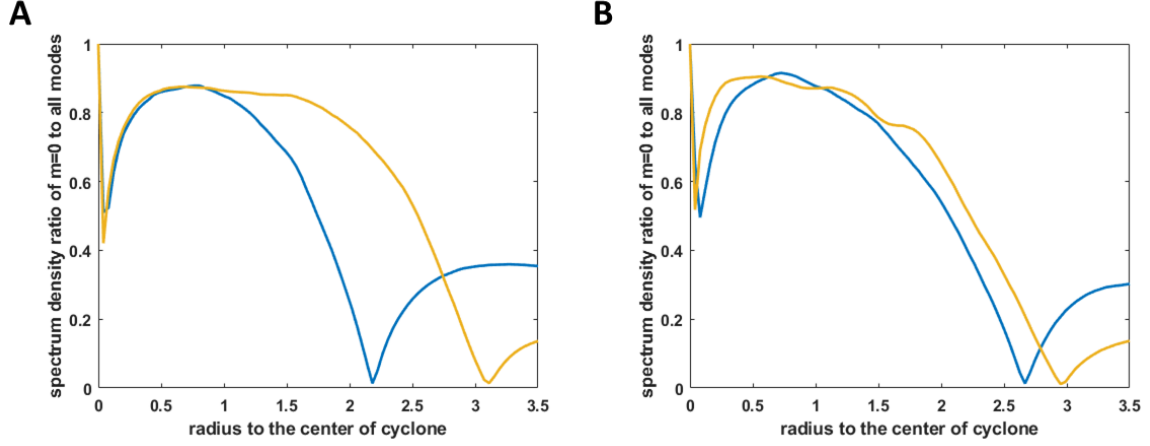 A
B
spectrum density ratio of m=0 to all modes
1
0.8
0.6
0.4
0.2
0
0 0.5 1 1.5 2 2.5 3 3.5
radius to the center of cyclone
spectrum density ratio of m=0 to all modes
1
0.8
0.6
0.4
0.2
0
0 0.5 1 1.5 2 2.5 3 3.5
radius to the center of cyclone